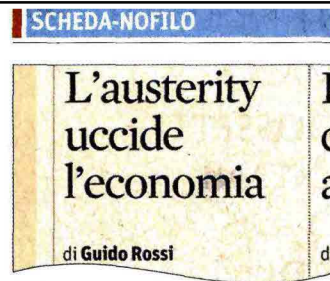 SCHEDA-NOFILO
L'austerity
uccide
l'economia
di Guido Rossi